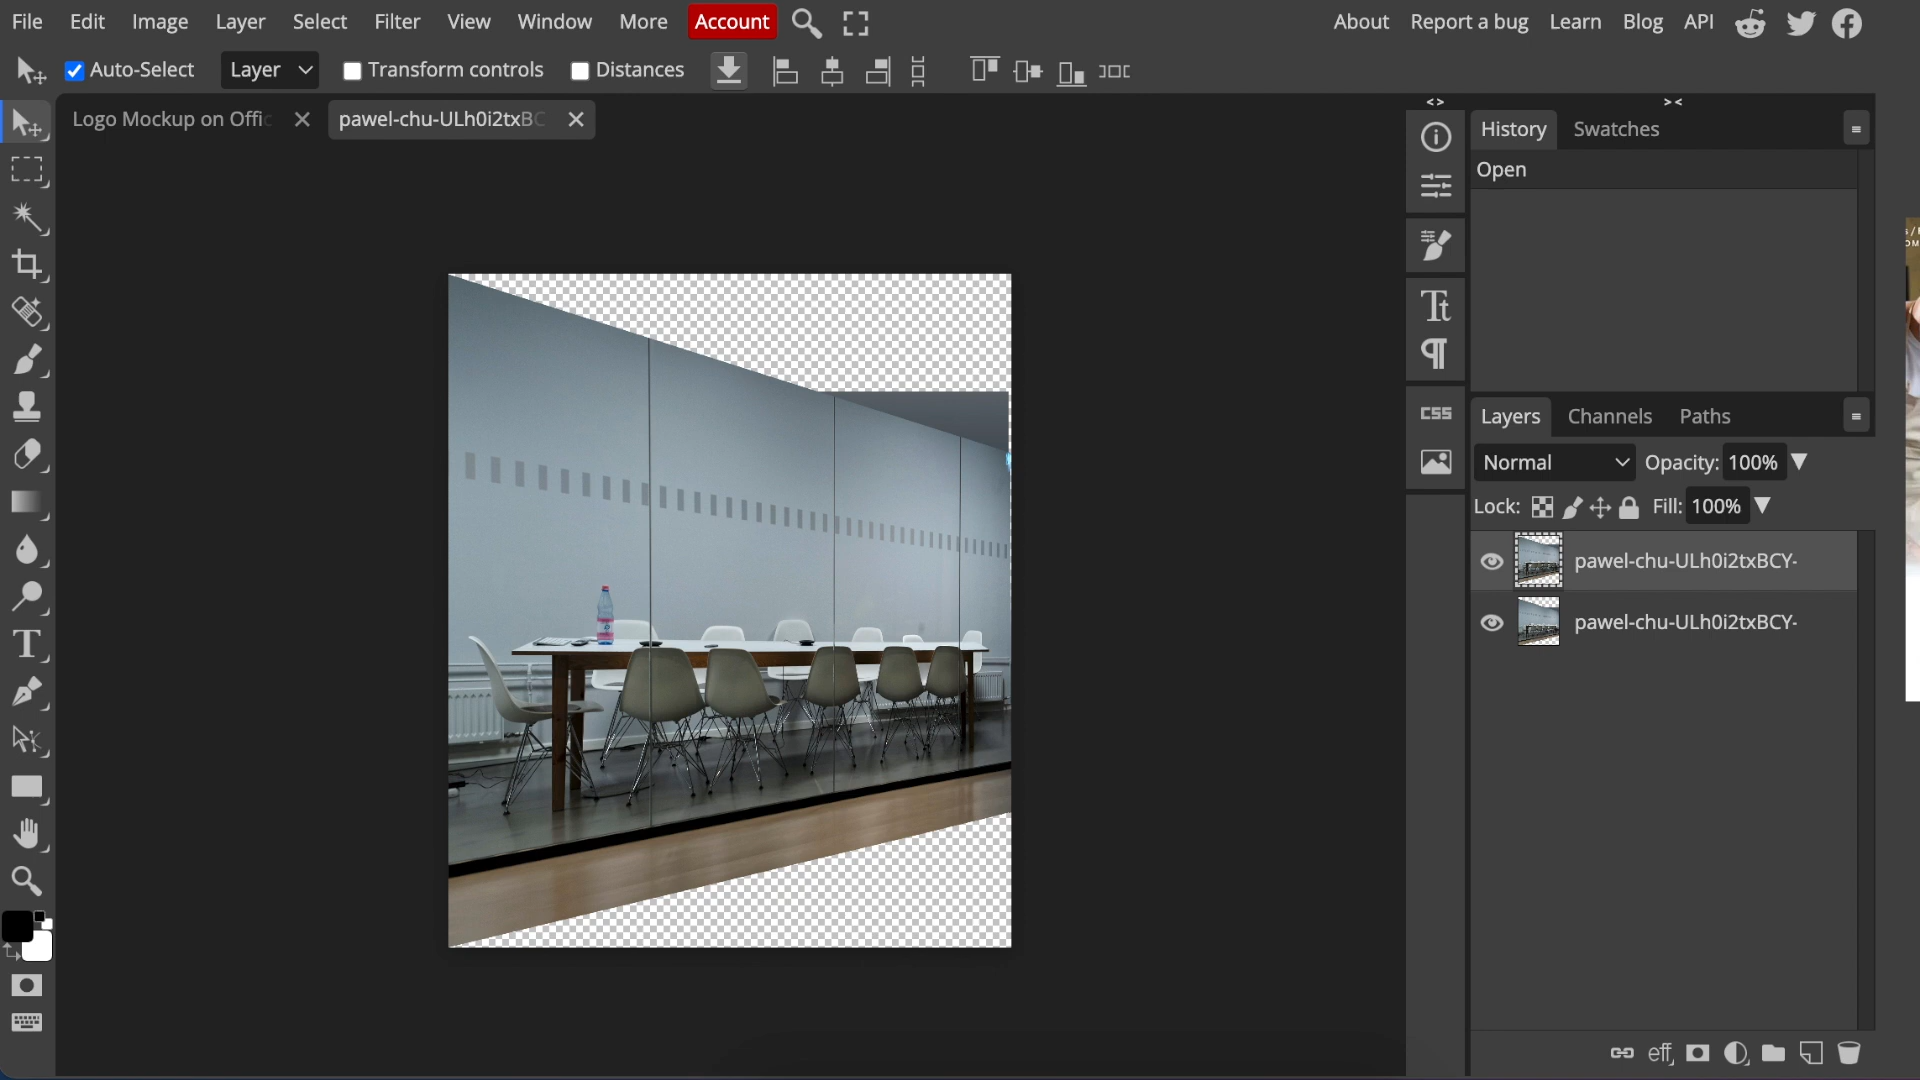 File Edit Image Layer Select Filter View Window More Account About Report a bug Learn Blog API
Auto-Select Layer Transform controls Distances
Logo Mockup on Offic
pawel-chu-ULh0i2txBC
History Swatches
Open
Tt
CSS
Layers Channels Paths
Normal Opacity: 100%
Lock: Fill: 100%
pawel-chu-ULh0i2txBCY-
pawel-chu-ULh0i2txBCY-
T
eff